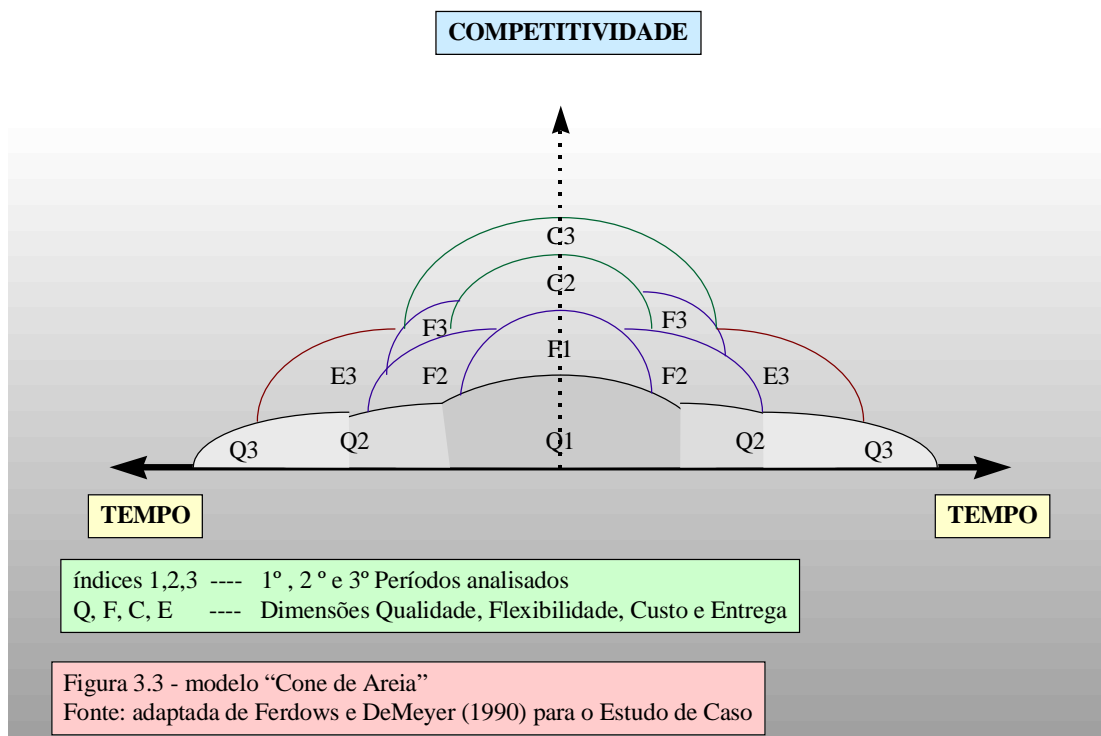 COMPETITIVIDADE
C3
C2
F3 F3
F1
E3 F2 F2 E3
Q3 Q2 Q1 Q2 Q3
TEMPO TEMPO
índices 1,2,3 ---- 1º , 2 º e 3º Períodos analisados
Q, F, C, E ---- Dimensões Qualidade, Flexibilidade, Custo e Entrega
Figura 3.3 - modelo “Cone de Areia”
Fonte: adaptada de Ferdows e DeMeyer (1990) para o Estudo de Caso